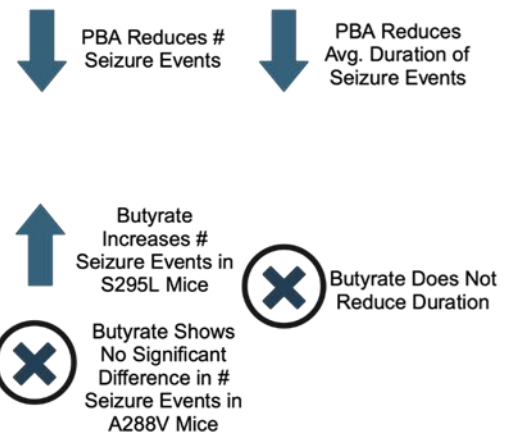 PBA Reduces #
Seizure Events
PBA Reduces
Avg. Duration of
Seizure Events
Butyrate
Increases #
Seizure Events in
S295L Mice
Butyrate Does Not
Reduce Duration
Butyrate Shows
No Significant
Difference in #
Seizure Events in
A288V Mice